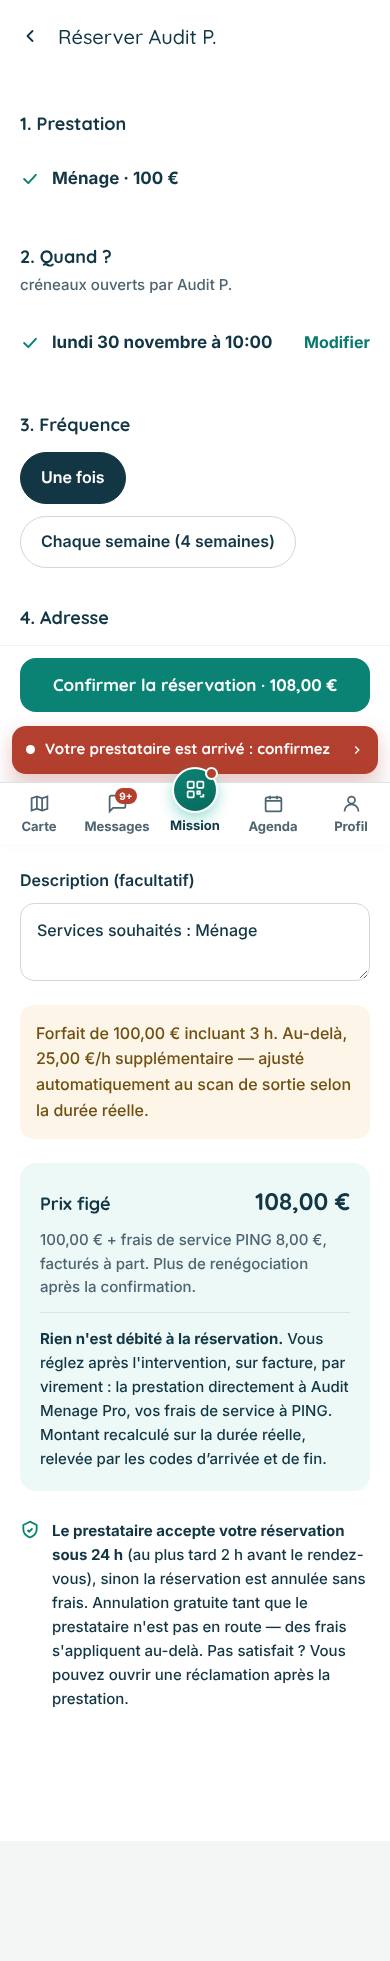 Réserver Audit P.
1. Prestation
Ménage · 100 €
2. Quand ?
créneaux ouverts par Audit P.
lundi 30 novembre à 10:00 Modifier
3. Fréquence
Une fois
Chaque semaine (4 semaines)
4. Adresse
Confirmer la réservation · 108,00 €
Votre prestataire est arrivé : confirmez
9+
Carte Messages Mission Agenda Profil
Description (facultatif)
Services souhaités : Ménage
Forfait de 100,00 € incluant 3 h. Au-delà,
25,00 €/h supplémentaire — ajusté
automatiquement au scan de sortie selon
la durée réelle.
Prix figé 108,00 €
100,00 € + frais de service PING 8,00 €,
facturés à part. Plus de renégociation
après la confirmation.
Rien n'est débité à la réservation. Vous
réglez après l'intervention, sur facture, par
virement : la prestation directement à Audit
Menage Pro, vos frais de service à PING.
Montant recalculé sur la durée réelle,
relevée par les codes d’arrivée et de fin.
Le prestataire accepte votre réservation
sous 24 h (au plus tard 2 h avant le rendez-
vous), sinon la réservation est annulée sans
frais. Annulation gratuite tant que le
prestataire n'est pas en route — des frais
s'appliquent au-delà. Pas satisfait ? Vous
pouvez ouvrir une réclamation après la
prestation.